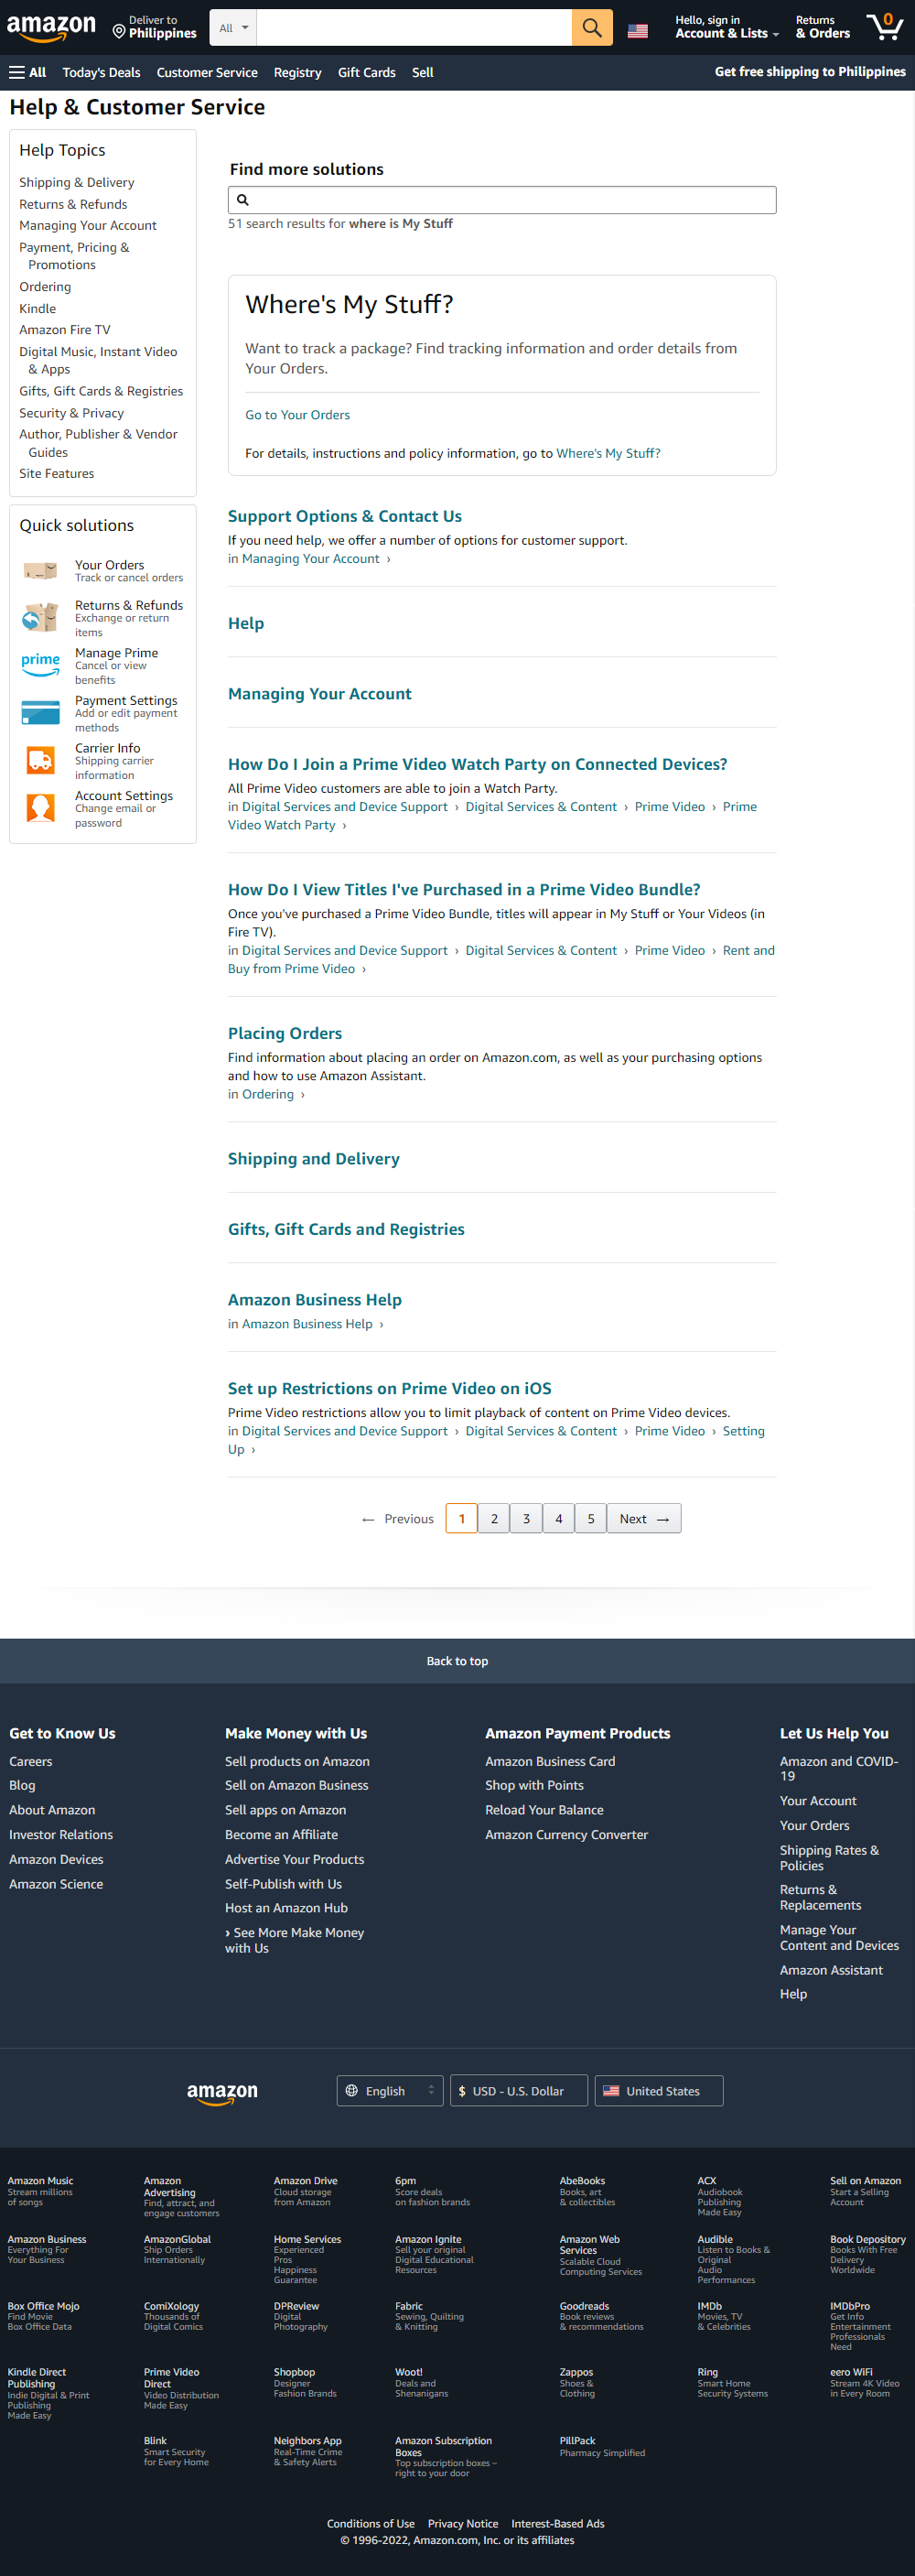 amazon
Deliver to
Philippines
All
Hello, sign in
Account & Lists
Returns
& Orders
0
All
Today's Deals
Customer Service
Registry
Gift Cards
Sell
Get free shipping to Philippines
Help & Customer Service
Help Topics
Shipping & Delivery
Returns & Refunds
Managing Your Account
Payment, Pricing &
Promotions
Ordering
Kindle
Amazon Fire TV
Digital Music, Instant Video
& Apps
Gifts, Gift Cards & Registries
Security & Privacy
Author, Publisher & Vendor
Guides
Site Features
Quick solutions
Your Orders
Track or cancel orders
Returns & Refunds
Exchange or return
items
prime
Manage Prime
Cancel or view
benefits
Payment Settings
Add or edit payment
methods
Carrier Info
Shipping carrier
information
Account Settings
Change email or
password
Find more solutions
51 search results for where is My Stuff
Where's My Stuff?
Want to track a package? Find tracking information and order details from
Your Orders.
Go to Your Orders
For details, instructions and policy information, go to Where's My Stuff?
Support Options & Contact Us
If you need help, we offer a number of options for customer support.
in Managing Your Account ›
Help
Managing Your Account
How Do I Join a Prime Video Watch Party on Connected Devices?
All Prime Video customers are able to join a Watch Party.
in Digital Services and Device Support › Digital Services & Content › Prime Video › Prime
Video Watch Party ›
How Do I View Titles I've Purchased in a Prime Video Bundle?
Once you've purchased a Prime Video Bundle, titles will appear in My Stuff or Your Videos (in
Fire TV).
in Digital Services and Device Support › Digital Services & Content › Prime Video › Rent and
Buy from Prime Video ›
Placing Orders
Find information about placing an order on Amazon.com, as well as your purchasing options
and how to use Amazon Assistant.
in Ordering ›
Shipping and Delivery
Gifts, Gift Cards and Registries
Amazon Business Help
in Amazon Business Help ›
Set up Restrictions on Prime Video on iOS
Prime Video restrictions allow you to limit playback of content on Prime Video devices.
in Digital Services and Device Support › Digital Services & Content › Prime Video › Setting
Up ›
← Previous 1 2 3 4 5 Next →
Back to top
Get to Know Us
Careers
Blog
About Amazon
Investor Relations
Amazon Devices
Amazon Science
Make Money with Us
Sell products on Amazon
Sell on Amazon Business
Sell apps on Amazon
Become an Affiliate
Advertise Your Products
Self-Publish with Us
Host an Amazon Hub
› See More Make Money
with Us
Amazon Payment Products
Amazon Business Card
Shop with Points
Reload Your Balance
Amazon Currency Converter
Let Us Help You
Amazon and COVID-
19
Your Account
Your Orders
Shipping Rates &
Policies
Returns &
Replacements
Manage Your
Content and Devices
Amazon Assistant
Help
amazon
English
$ USD - U.S. Dollar
United States
Amazon Music
Stream millions
of songs
Amazon
Advertising
Find, attract, and
engage customers
Amazon Drive
Cloud storage
from Amazon
6pm
Score deals
on fashion brands
AbeBooks
Books, art
& collectibles
ACX
Audiobook
Publishing
Made Easy
Sell on Amazon
Start a Selling
Account
Amazon Business
Everything For
Your Business
AmazonGlobal
Ship Orders
Internationally
Home Services
Experienced
Pros
Happiness
Guarantee
Amazon Ignite
Sell your original
Digital Educational
Resources
Amazon Web
Services
Scalable Cloud
Computing Services
Audible
Listen to Books &
Original
Audio
Performances
Book Depository
Books With Free
Delivery
Worldwide
Box Office Mojo
Find Movie
Box Office Data
ComiXology
Thousands of
Digital Comics
DPReview
Digital
Photography
Fabric
Sewing, Quilting
& Knitting
Goodreads
Book reviews
& recommendations
IMDb
Movies, TV
& Celebrities
IMDbPro
Get Info
Entertainment
Professionals
Need
Kindle Direct
Publishing
Indie Digital & Print
Publishing
Made Easy
Prime Video
Direct
Video Distribution
Made Easy
Shopbop
Designer
Fashion Brands
Woot!
Deals and
Shenanigans
Zappos
Shoes &
Clothing
Ring
Smart Home
Security Systems
eero WiFi
Stream 4K Video
in Every Room
Blink
Smart Security
for Every Home
Neighbors App
Real-Time Crime
& Safety Alerts
Amazon Subscription
Boxes
Top subscription boxes –
right to your door
PillPack
Pharmacy Simplified
Conditions of Use
Privacy Notice
Interest-Based Ads
© 1996-2022, Amazon.com, Inc. or its affiliates